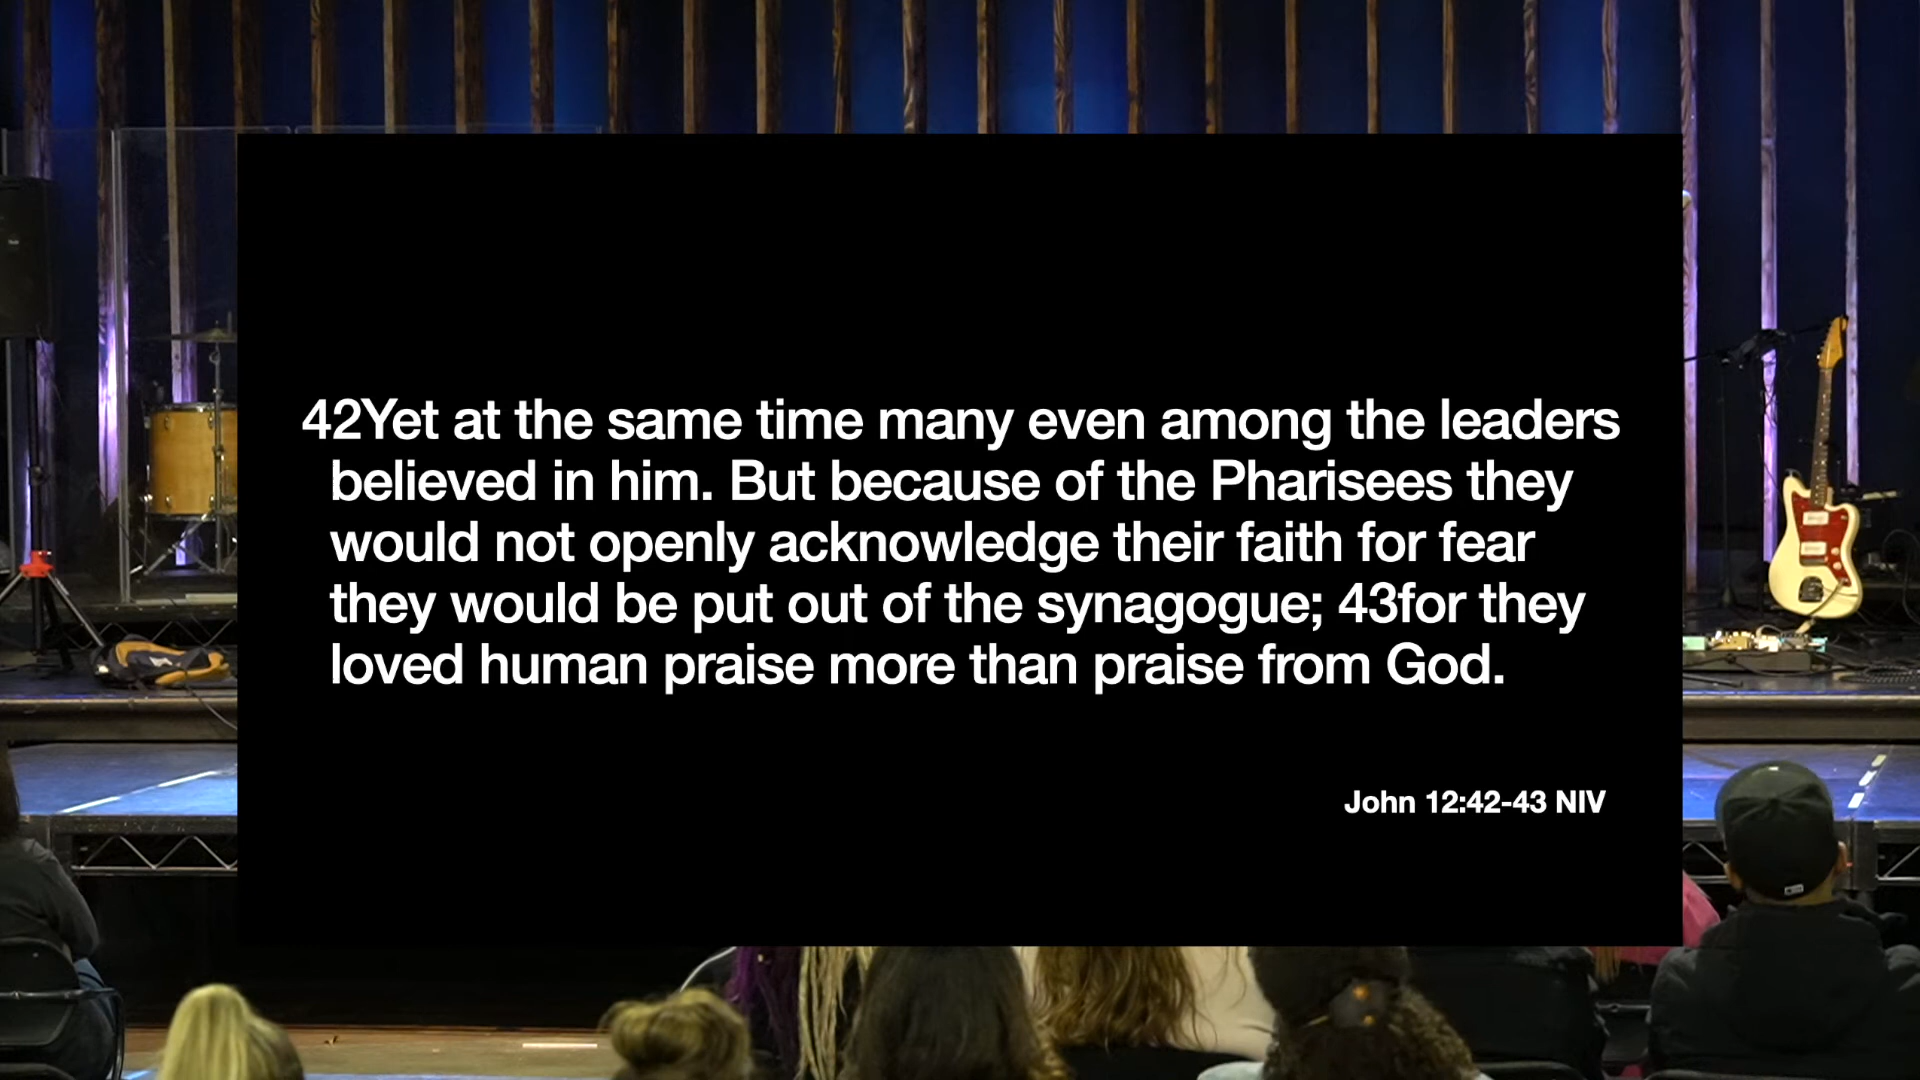 42Yet at the same time many even among the leaders
believed in him. But because of the Pharisees they
would not openly acknowledge their faith for fear
they would be put out of the synagogue; 43for they
loved human praise more than praise from God.
John 12:42-43 NIV